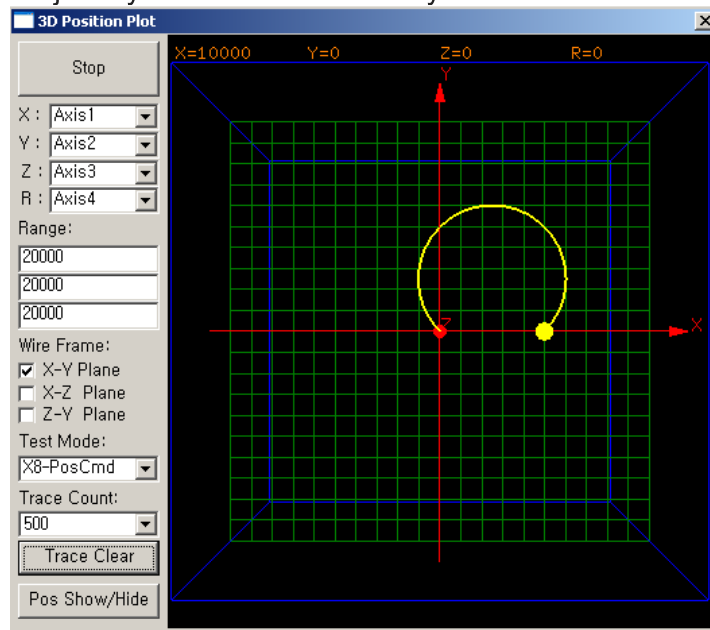 3D Position Plot
Stop
X : Axis1
Y : Axis2
Z : Axis3
R : Axis4
Range:
20000
20000
20000
Wire Frame:
X-Y Plane
X-Z Plane
Z-Y Plane
Test Mode:
X8-PosCmd
Trace Count:
500
Trace Clear
Pos Show/Hide
X=10000 Y=0 Z=0 R=0
Y
Z
X